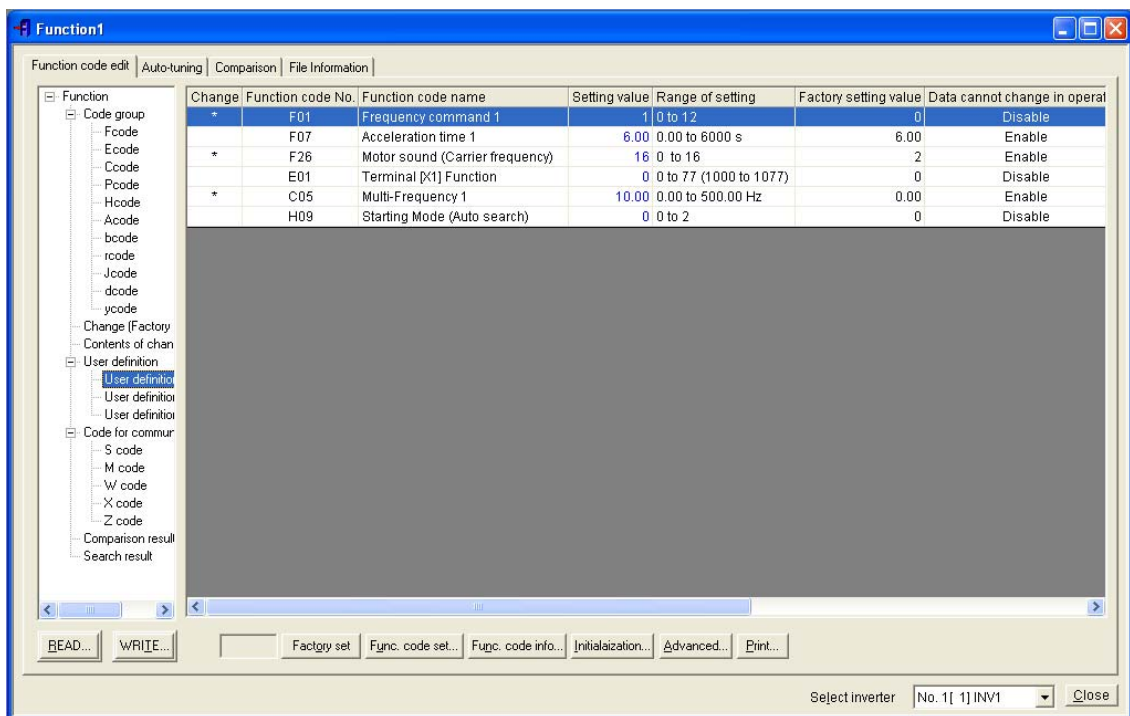 Function1
Function code edit Auto-tuning Comparison File Information
Function
Code group
Fcode
Ecode
Ccode
Pcode
Hcode
Acode
bcode
rcode
Jcode
dcode
ycode
Change (Factory
Contents of chan
User definition
User definition
User definition
User definition
Code for commun
S code
M code
W code
X code
Z code
Comparison result
Search result
Change Function code No. Function code name Setting value Range of setting Factory setting value Data cannot change in operat
* F01 Frequency command 1 1 0 to 12 0 Disable
F07 Acceleration time 1 6.00 0.00 to 6000 s 6.00 Enable
* F26 Motor sound (Carrier frequency) 16 0 to 16 2 Enable
E01 Terminal [X1] Function 0 0 to 77 (1000 to 1077) 0 Disable
* C05 Multi-Frequency 1 10.00 0.00 to 500.00 Hz 0.00 Enable
H09 Starting Mode (Auto search) 0 0 to 2 0 Disable
READ... WRITE... Factory set Func. code set... Func. code info... Initialaization... Advanced... Print...
Select inverter No. 1[ 1] INV1 Close